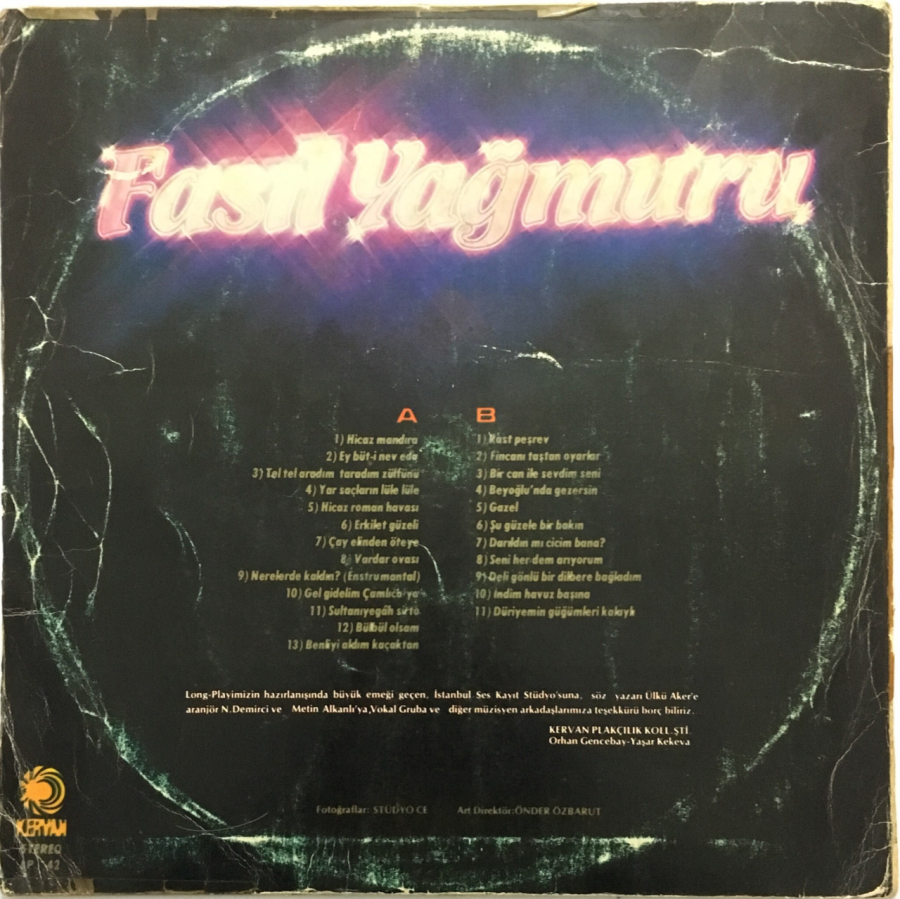 Fasıl Yağmuru
A
1) Hicaz mandıra
2) Ey büt-i nev eda
3) Tel tel aradım taradım zülfünü
4) Yar saçların lüle lüle
5) Hicaz roman havası
6) Erkilet güzeli
7) Çay elinden öteye
8) Vardar ovası
9) Nerelerde kaldın? (Enstrumantal)
10) Gel gidelim Çamlıca'ya
11) Sultanıyegâh sirto
12) Bülbül olsam
13) Benliyi aldım kaçaktan
B
1) Rast peşrev
2) Fincanı taştan oyarlar
3) Bir can ile sevdim seni
4) Beyoğlu'nda gezersin
5) Gazel
6) Şu güzele bir bakın
7) Darıldın mı cicim bana?
8) Seni her dem arıyorum
9) Deli gönlü bir dilbere bağladım
10) İndim havuz başına
11) Düriyemin güğümleri kalaylı
Long-Playimizin hazırlanışında büyük emeği geçen, İstanbul Ses Kayıt Stüdyo'suna, söz yazarı Ülkü Aker'e
aranjör N.Demirci ve Metin Alkanlı'ya,Vokal Gruba ve diğer müzisyen arkadaşlarımıza teşekkürü borç biliriz.
KERVAN PLAKÇILIK KOLL.ŞTİ.
Orhan Gencebay-Yaşar Kekeva
Fotoğraflar: STÜDYO CE Art Direktör:ÖNDER ÖZBARUT
KERVAN
STEREO
LP 42